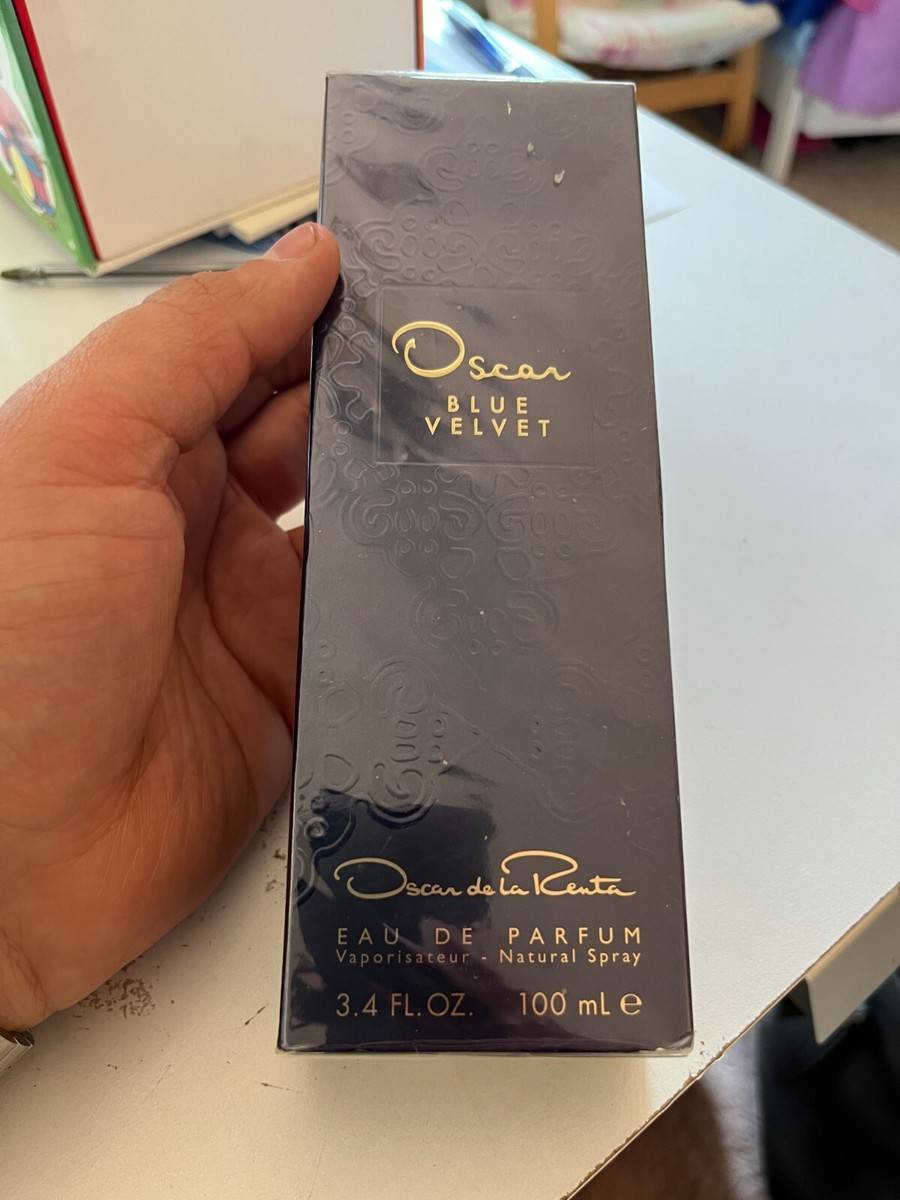 Oscar
BLUE
VELVET
Oscar de la Renta
EAU DE PARFUM
Vaporisateur - Natural Spray
3.4 FL. OZ. 100 mL ℮